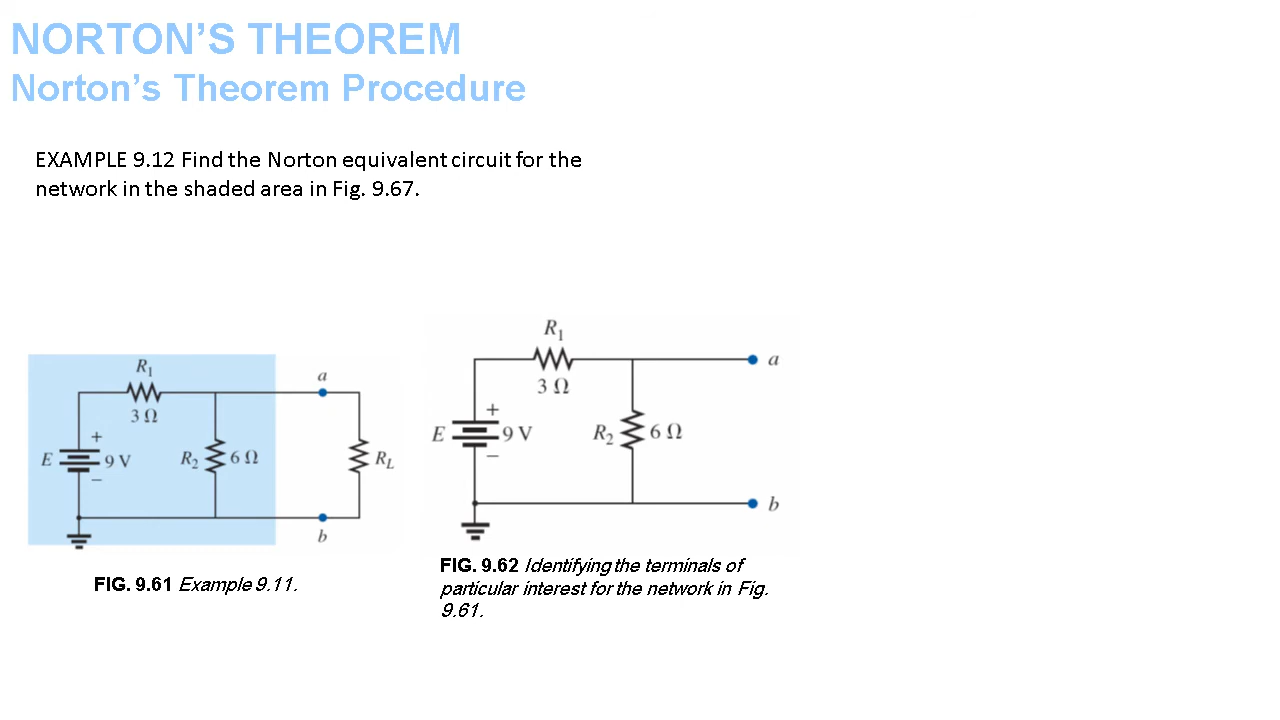 NORTON’S THEOREM
Norton’s Theorem Procedure
EXAMPLE 9.12 Find the Norton equivalent circuit for the
network in the shaded area in Fig. 9.67.
R1
3 Ω
E
+
9 V
–
R2
6 Ω
a
RL
b
FIG. 9.61 Example 9.11.
R1
3 Ω
E
+
9 V
–
R2
6 Ω
a
b
FIG. 9.62 Identifying the terminals of
particular interest for the network in Fig.
9.61.